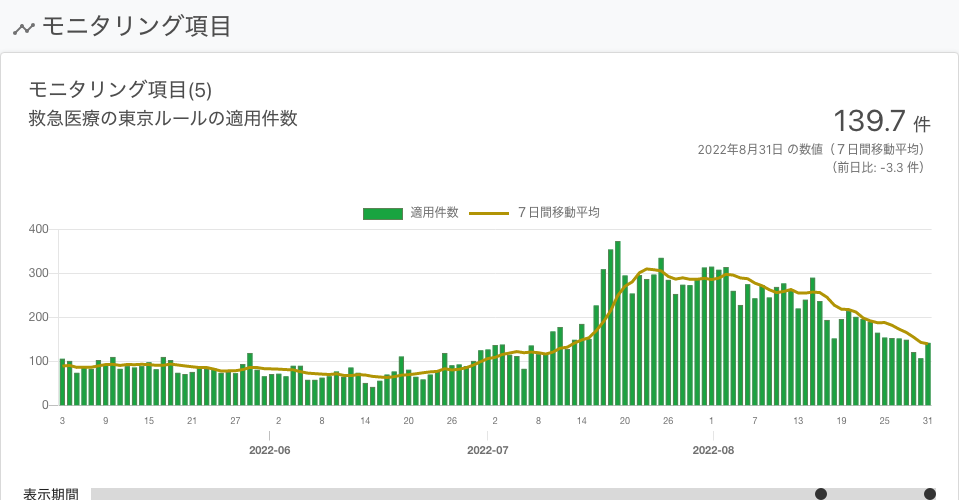 モニタリング項目
モニタリング項目(5)
救急医療の東京ルールの適用件数
139.7 件
2022年8月31日 の数値（７日間移動平均）
（前日比: -3.3 件）
適用件数 ７日間移動平均
400
300
200
100
0
3 9 15 21 27 2 8 14 20 26 2 8 14 20 26 1 7 13 19 25 31
2022-06 2022-07 2022-08
表示期間